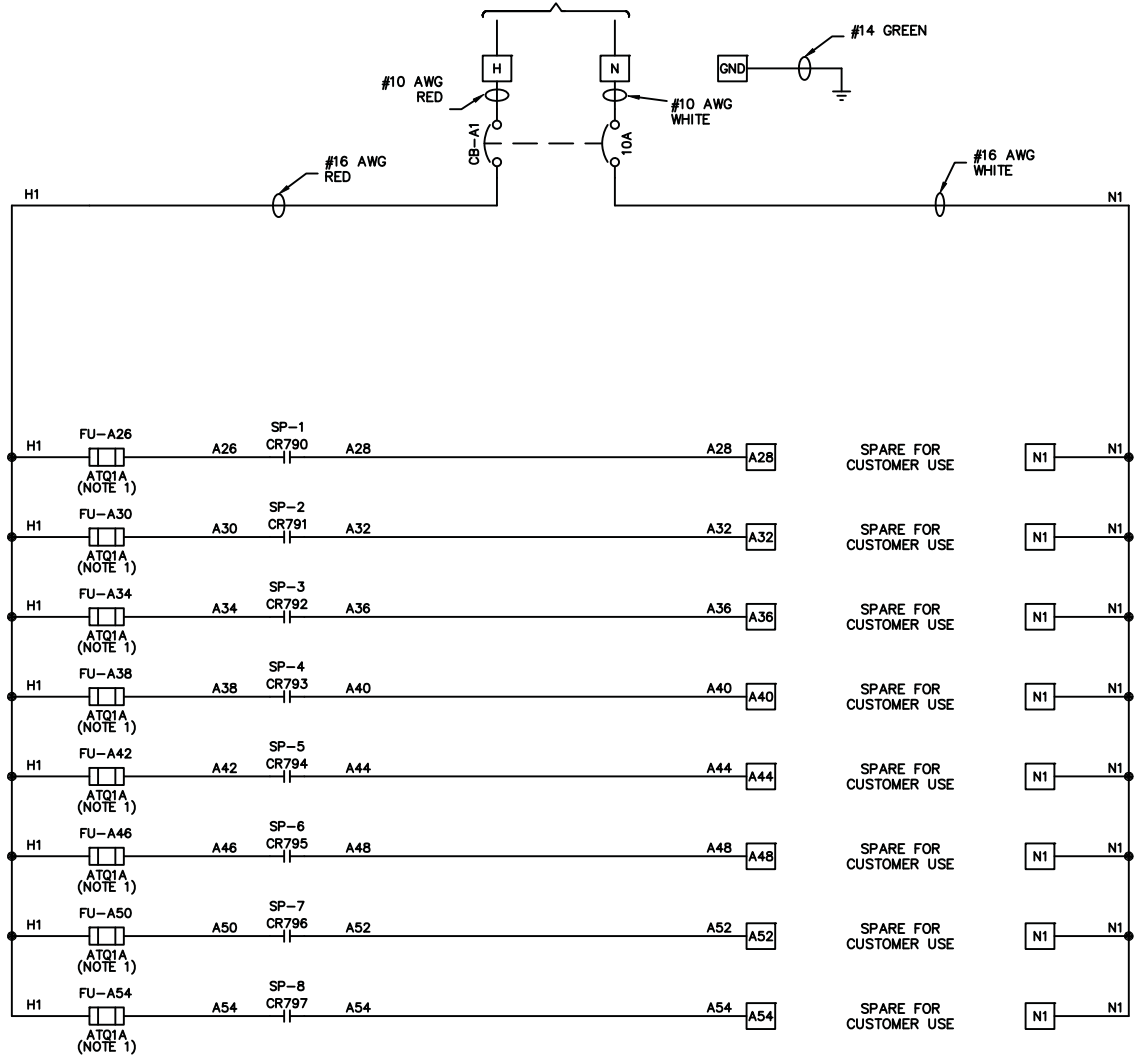 #14 GREEN
H
N
GND
#10 AWG
RED
#10 AWG
WHITE
CB-A1
10A
#16 AWG
RED
#16 AWG
WHITE
H1
N1
FU-A26
SP-1
H1
A26
CR790
A28
A28
A28
SPARE FOR
CUSTOMER USE
N1
N1
ATQ1A
(NOTE 1)
FU-A30
SP-2
H1
A30
CR791
A32
A32
A32
SPARE FOR
CUSTOMER USE
N1
N1
ATQ1A
(NOTE 1)
FU-A34
SP-3
H1
A34
CR792
A36
A36
A36
SPARE FOR
CUSTOMER USE
N1
N1
ATQ1A
(NOTE 1)
FU-A38
SP-4
H1
A38
CR793
A40
A40
A40
SPARE FOR
CUSTOMER USE
N1
N1
ATQ1A
(NOTE 1)
FU-A42
SP-5
H1
A42
CR794
A44
A44
A44
SPARE FOR
CUSTOMER USE
N1
N1
ATQ1A
(NOTE 1)
FU-A46
SP-6
H1
A46
CR795
A48
A48
A48
SPARE FOR
CUSTOMER USE
N1
N1
ATQ1A
(NOTE 1)
FU-A50
SP-7
H1
A50
CR796
A52
A52
A52
SPARE FOR
CUSTOMER USE
N1
N1
ATQ1A
(NOTE 1)
FU-A54
SP-8
H1
A54
CR797
A54
A54
A54
SPARE FOR
CUSTOMER USE
N1
N1
ATQ1A
(NOTE 1)